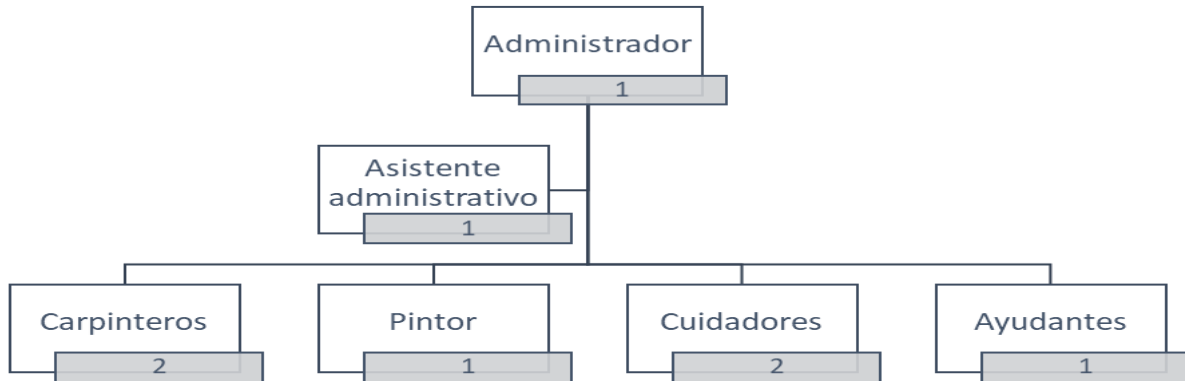 Administrador
1
Asistente
administrativo
1
Carpinteros
2
Pintor
1
Cuidadores
2
Ayudantes
1